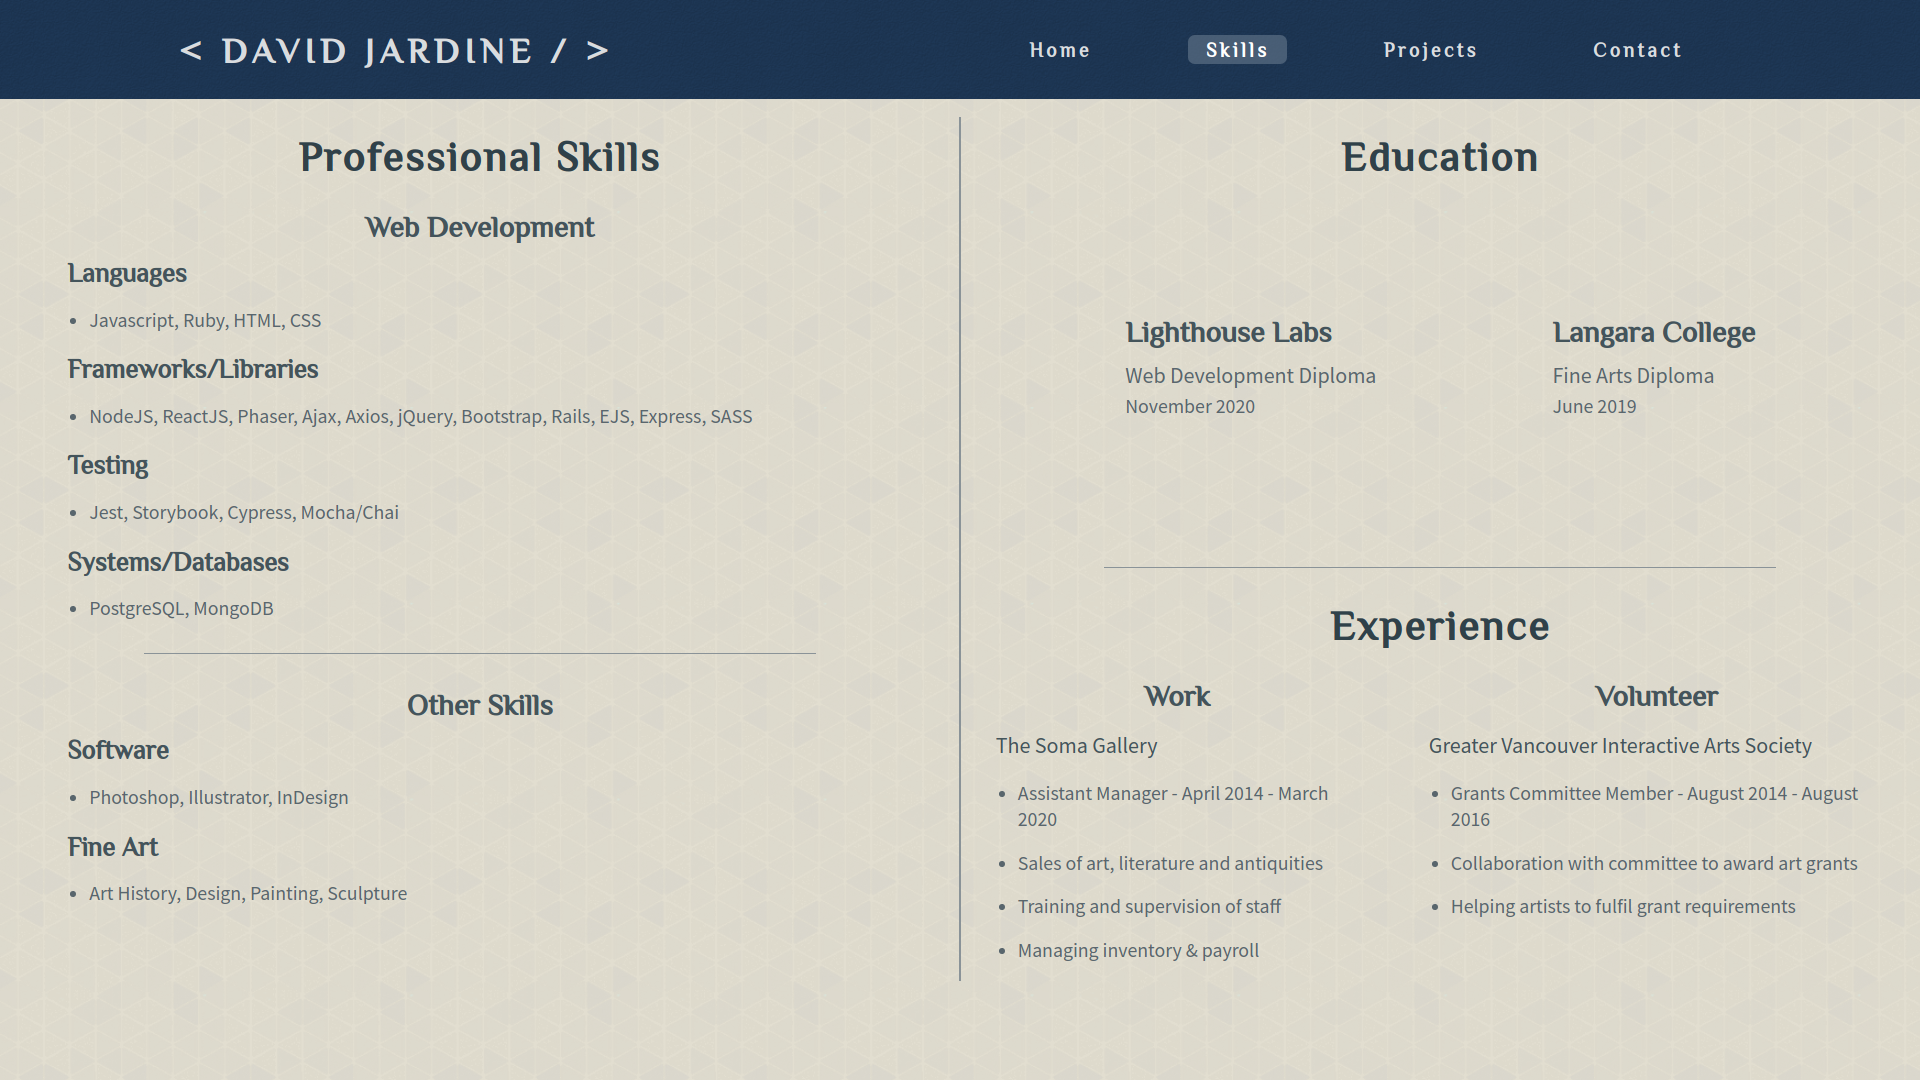 < DAVID JARDINE / >
Home
Skills
Projects
Contact
Professional Skills
Web Development
Languages
• Javascript, Ruby, HTML, CSS
Frameworks/Libraries
• NodeJS, ReactJS, Phaser, Ajax, Axios, jQuery, Bootstrap, Rails, EJS, Express, SASS
Testing
• Jest, Storybook, Cypress, Mocha/Chai
Systems/Databases
• PostgreSQL, MongoDB
Other Skills
Software
• Photoshop, Illustrator, InDesign
Fine Art
• Art History, Design, Painting, Sculpture
Education
Lighthouse Labs
Web Development Diploma
November 2020
Langara College
Fine Arts Diploma
June 2019
Experience
Work
The Soma Gallery
• Assistant Manager - April 2014 - March
2020
• Sales of art, literature and antiquities
• Training and supervision of staff
• Managing inventory & payroll
Volunteer
Greater Vancouver Interactive Arts Society
• Grants Committee Member - August 2014 - August
2016
• Collaboration with committee to award art grants
• Helping artists to fulfil grant requirements